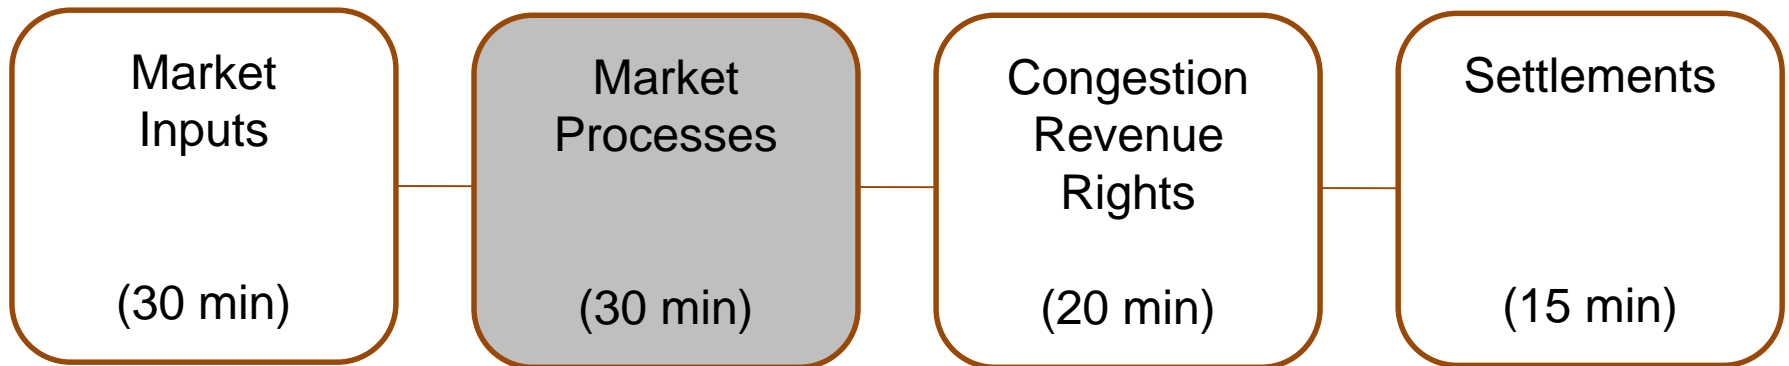 Market
Inputs
(30 min)
Market
Processes
(30 min)
Congestion
Revenue
Rights
(20 min)
Settlements
(15 min)